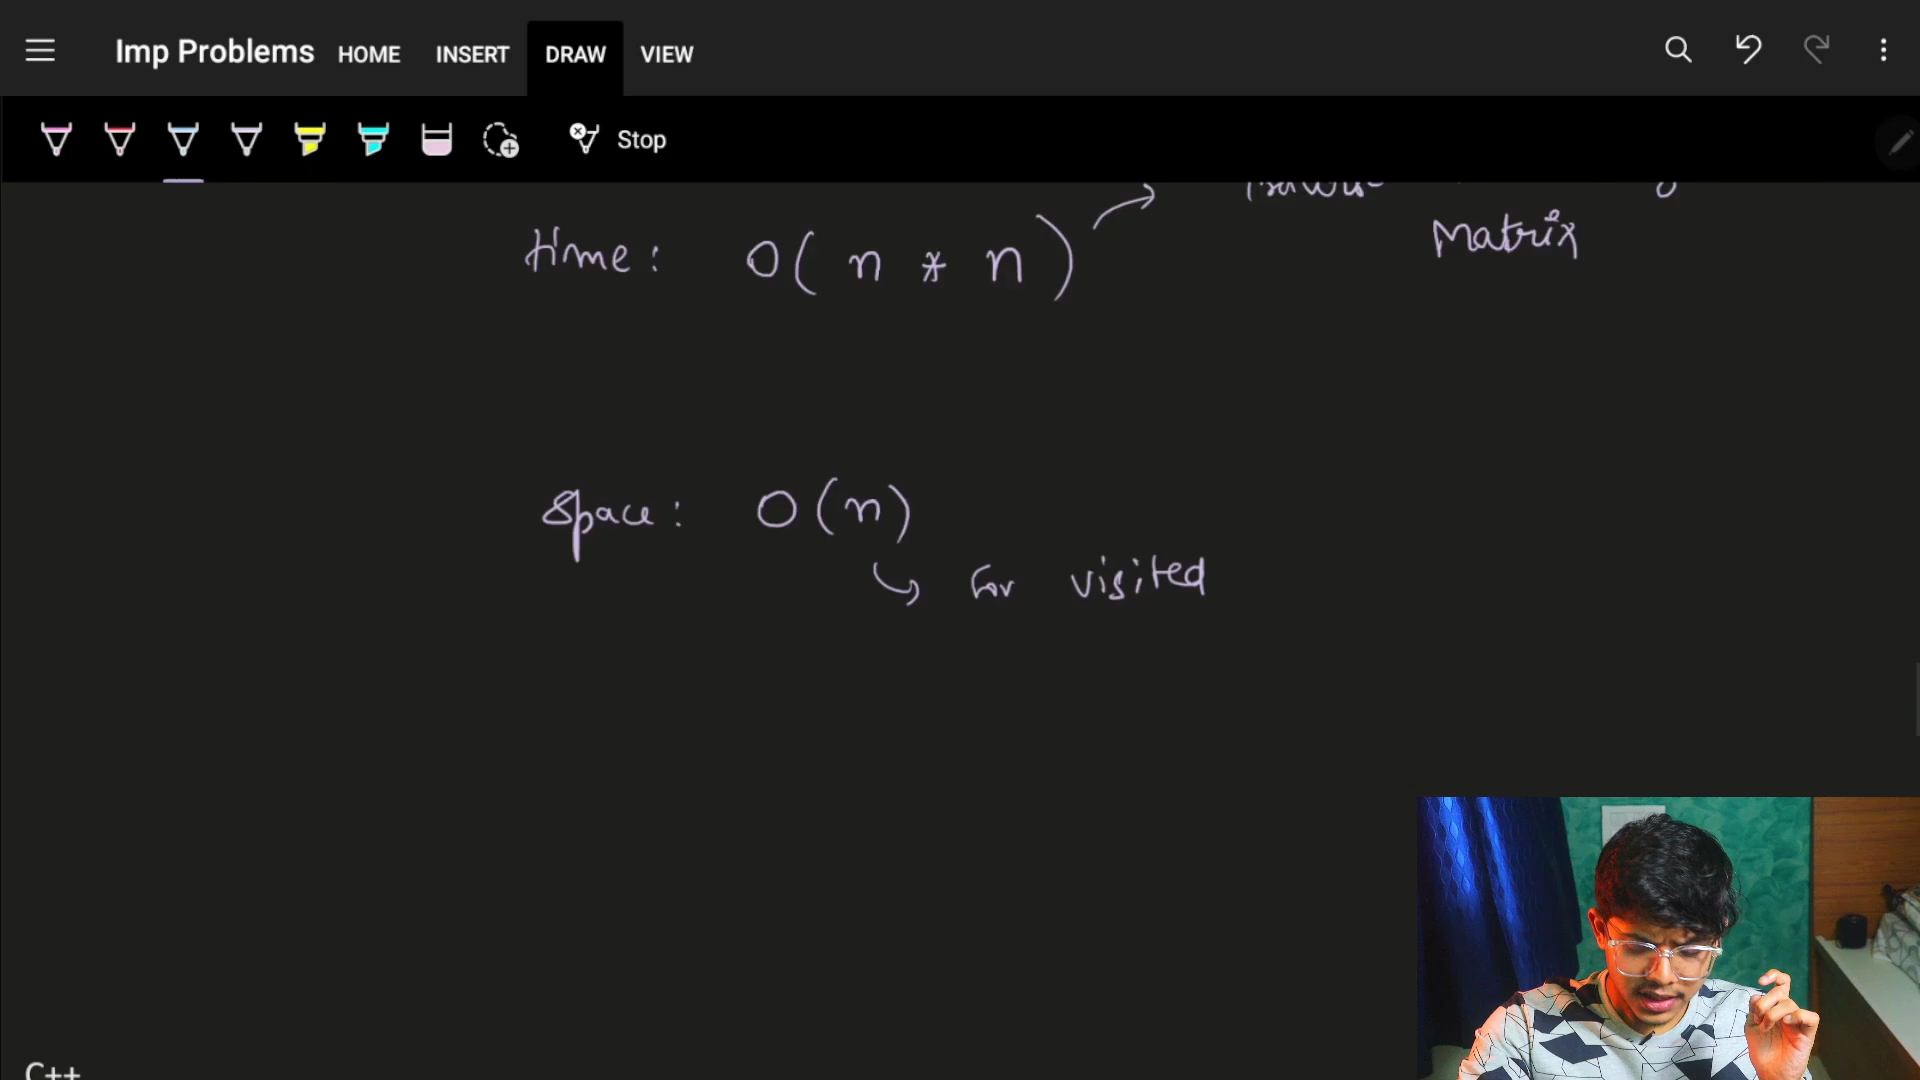 Imp Problems HOME INSERT DRAW VIEW
Stop
time: O( n * n )
Matrix
Space: O (n)
for visited
C++